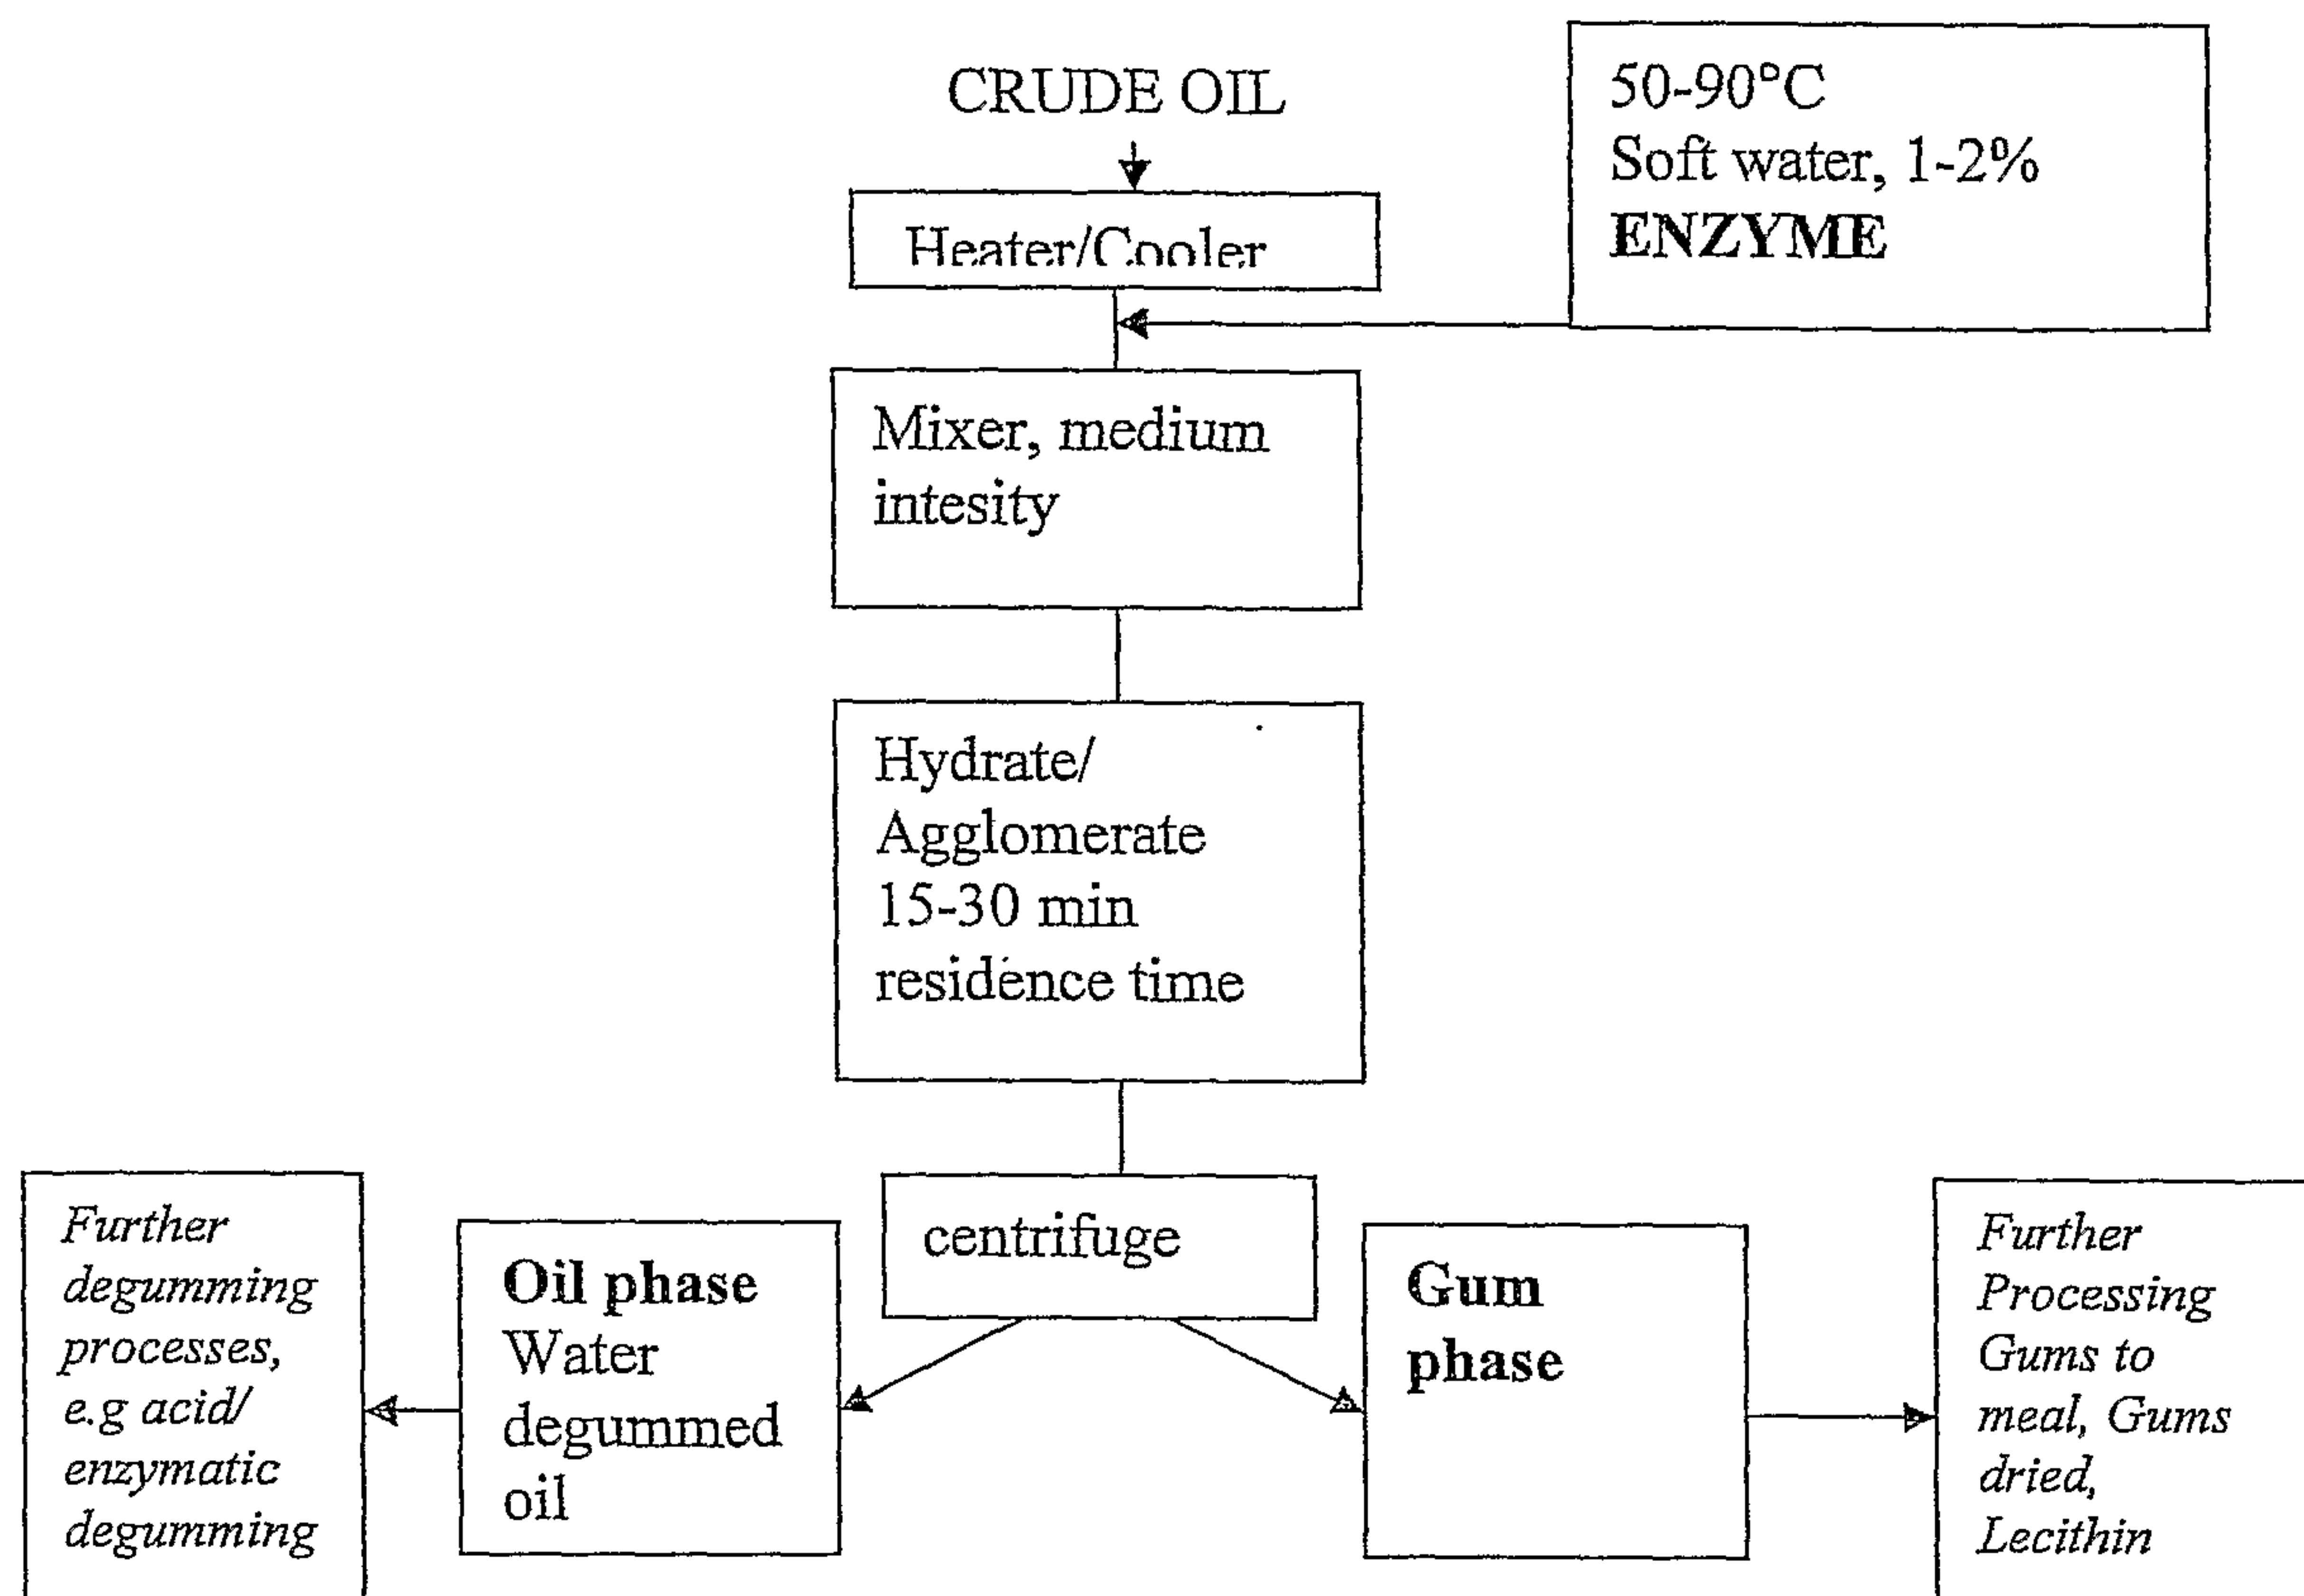 CRUDE OIL
50-90°C
Soft water, 1-2%
ENZYME
Heater/Cooler
Mixer, medium
intesity
Hydrate/
Agglomerate
15-30 min
residence time
centrifuge
Further
degumming
processes,
e.g acid/
enzymatic
degumming
Oil phase
Water
degummed
oil
Gum
phase
Further
Processing
Gums to
meal, Gums
dried,
Lecithin